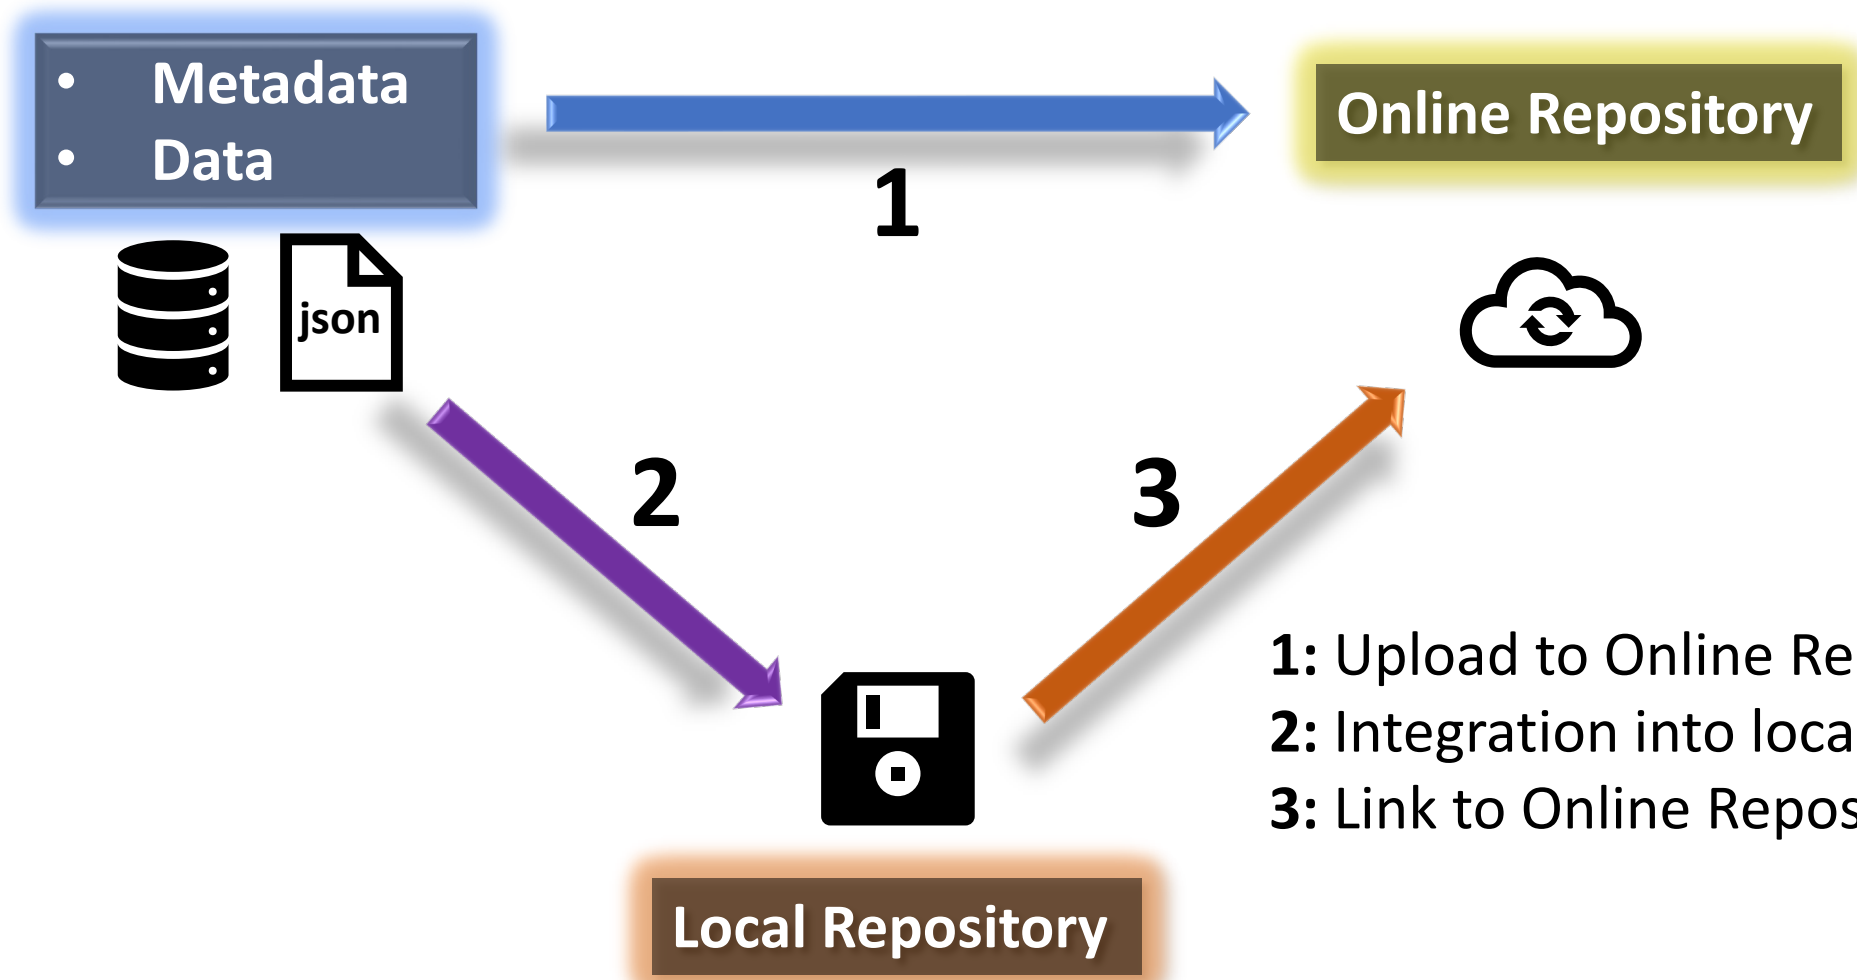 • Metadata
• Data
Online Repository
1
json
2
3
1: Upload to Online Re
2: Integration into loca
3: Link to Online Repos
Local Repository